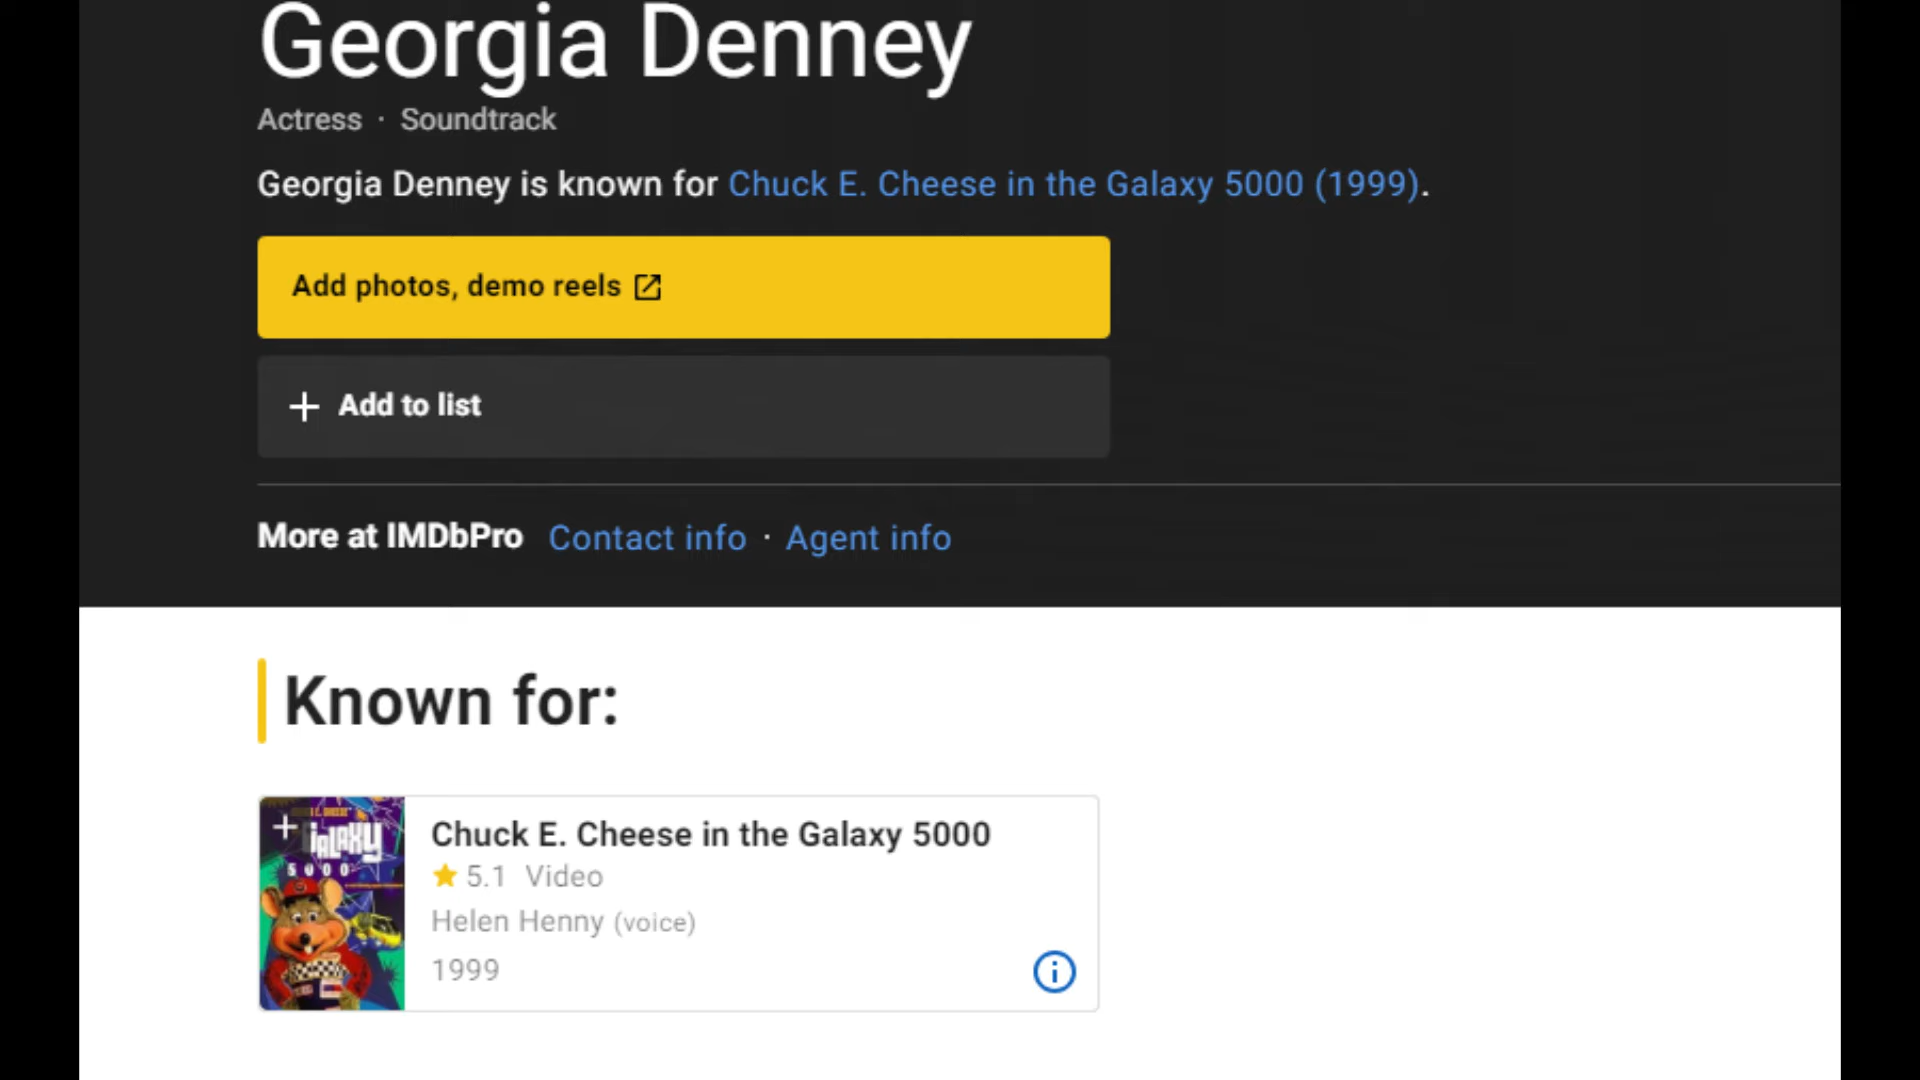 Georgia Denney
Actress · Soundtrack
Georgia Denney is known for Chuck E. Cheese in the Galaxy 5000 (1999).
Add photos, demo reels
+ Add to list
More at IMDbPro Contact info · Agent info
Known for:
GALAXY
5000
Chuck E. Cheese in the Galaxy 5000
5.1 Video
Helen Henny (voice)
1999